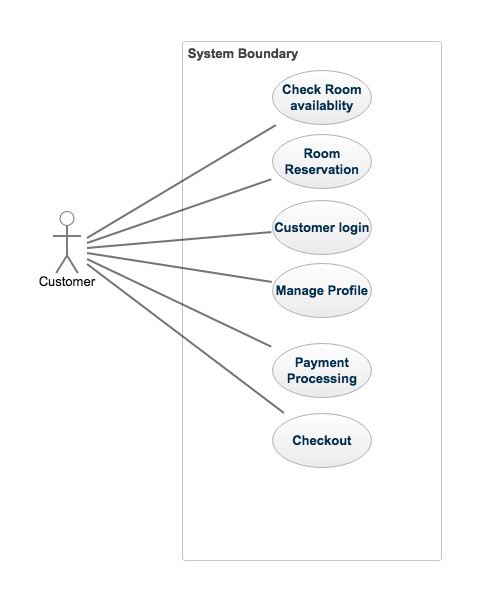 System Boundary
Check Room
availablity
Room
Reservation
Customer login
Customer
Manage Profile
Payment
Processing
Checkout